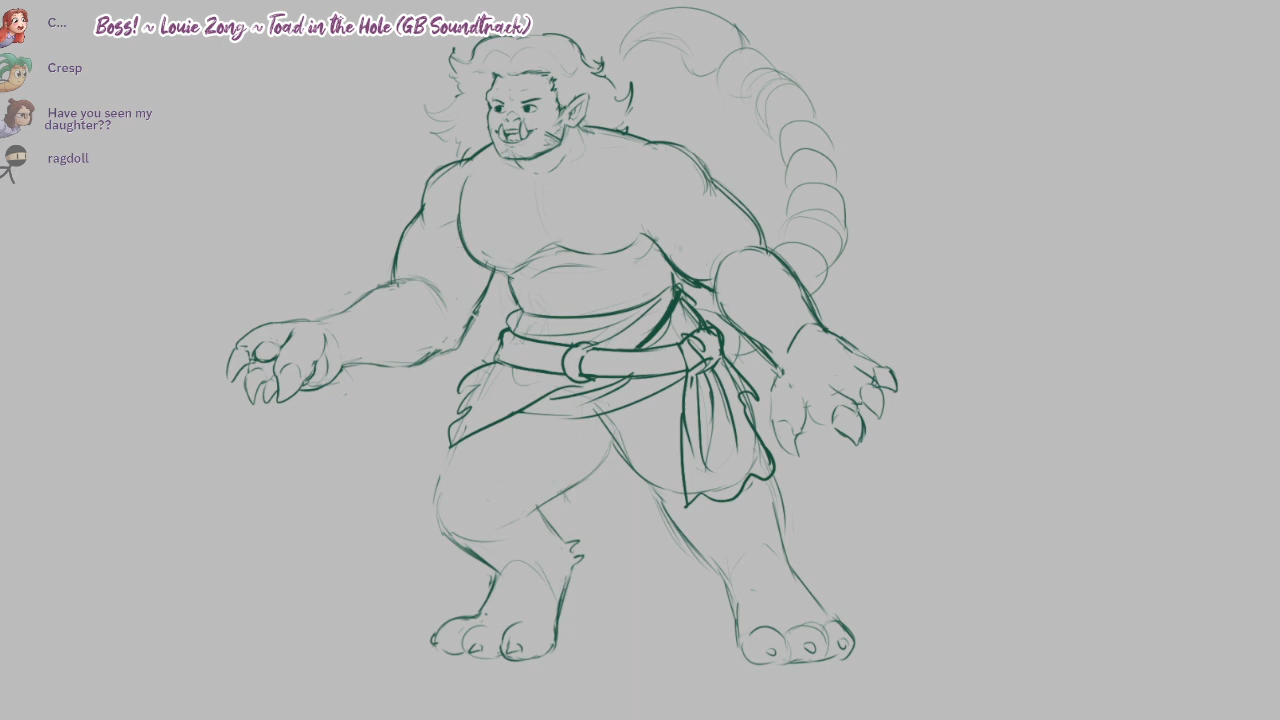 Boss! ~ Louie Zong ~ Toad in the Hole (GB Soundtrack)
C...
Cresp
Have you seen my
daughter??
ragdoll